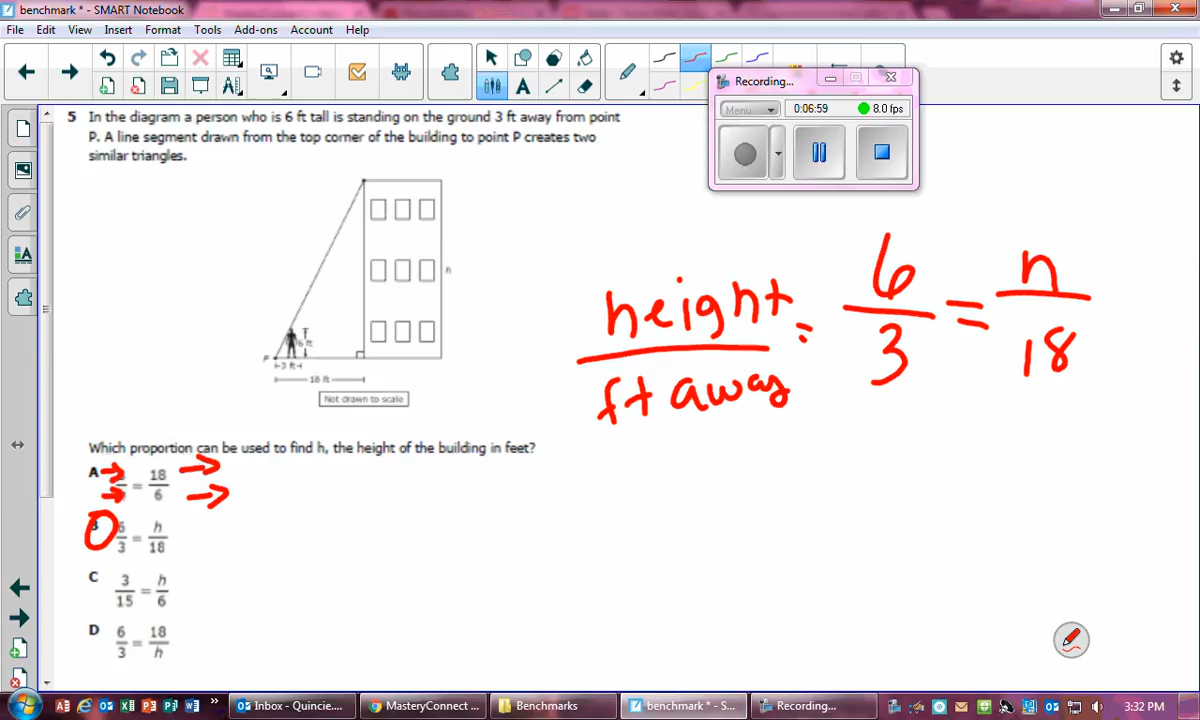 benchmark * - SMART Notebook
File Edit View Insert Format Tools Add-ons Account Help
Recording...
Menu
0:06:59
8.0 fps
5 In the diagram a person who is 6 ft tall is standing on the ground 3 ft away from point
P. A line segment drawn from the top corner of the building to point P creates two
similar triangles.
h
6 ft
P
3 ft
18 ft
Not drawn to scale
height
ft away
=
6
3
=
h
18
Which proportion can be used to find h, the height of the building in feet?
A = 18/6
B 6/3 = h/18
C 3/15 = h/6
D 6/3 = 18/h
Inbox - Quincie....
MasteryConnect ...
Benchmarks
benchmark * - S...
Recording...
3:32 PM